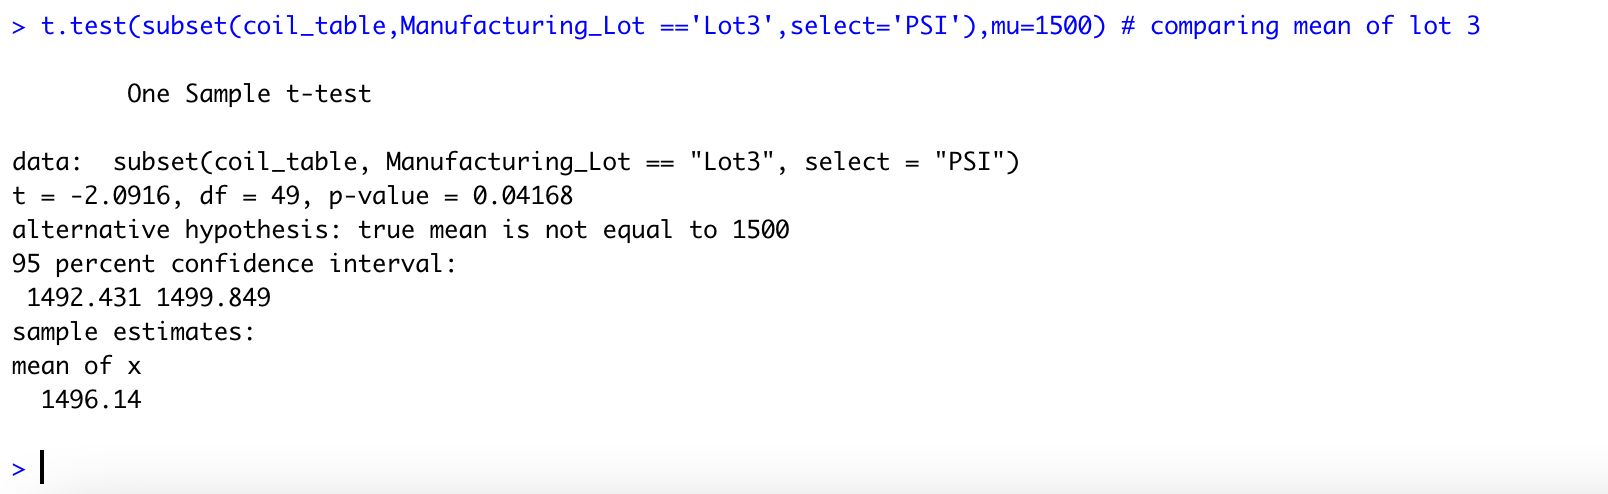 > t.test(subset(coil_table,Manufacturing_Lot =='Lot3',select='PSI'),mu=1500) # comparing mean of lot 3
One Sample t-test
data:  subset(coil_table, Manufacturing_Lot == "Lot3", select = "PSI")
t = -2.0916, df = 49, p-value = 0.04168
alternative hypothesis: true mean is not equal to 1500
95 percent confidence interval:
1492.431 1499.849
sample estimates:
mean of x
1496.14
>